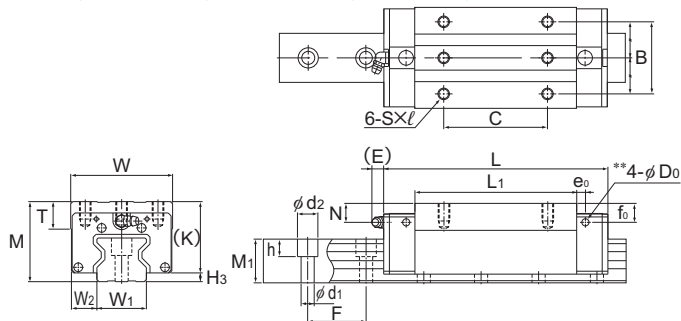 B
6-S×ℓ
C
(E)
L
**4-φD0
L1
e0
W
N
f0
φd2
T
M
(K)
h
M1
H3
W2
W1
φd1
F